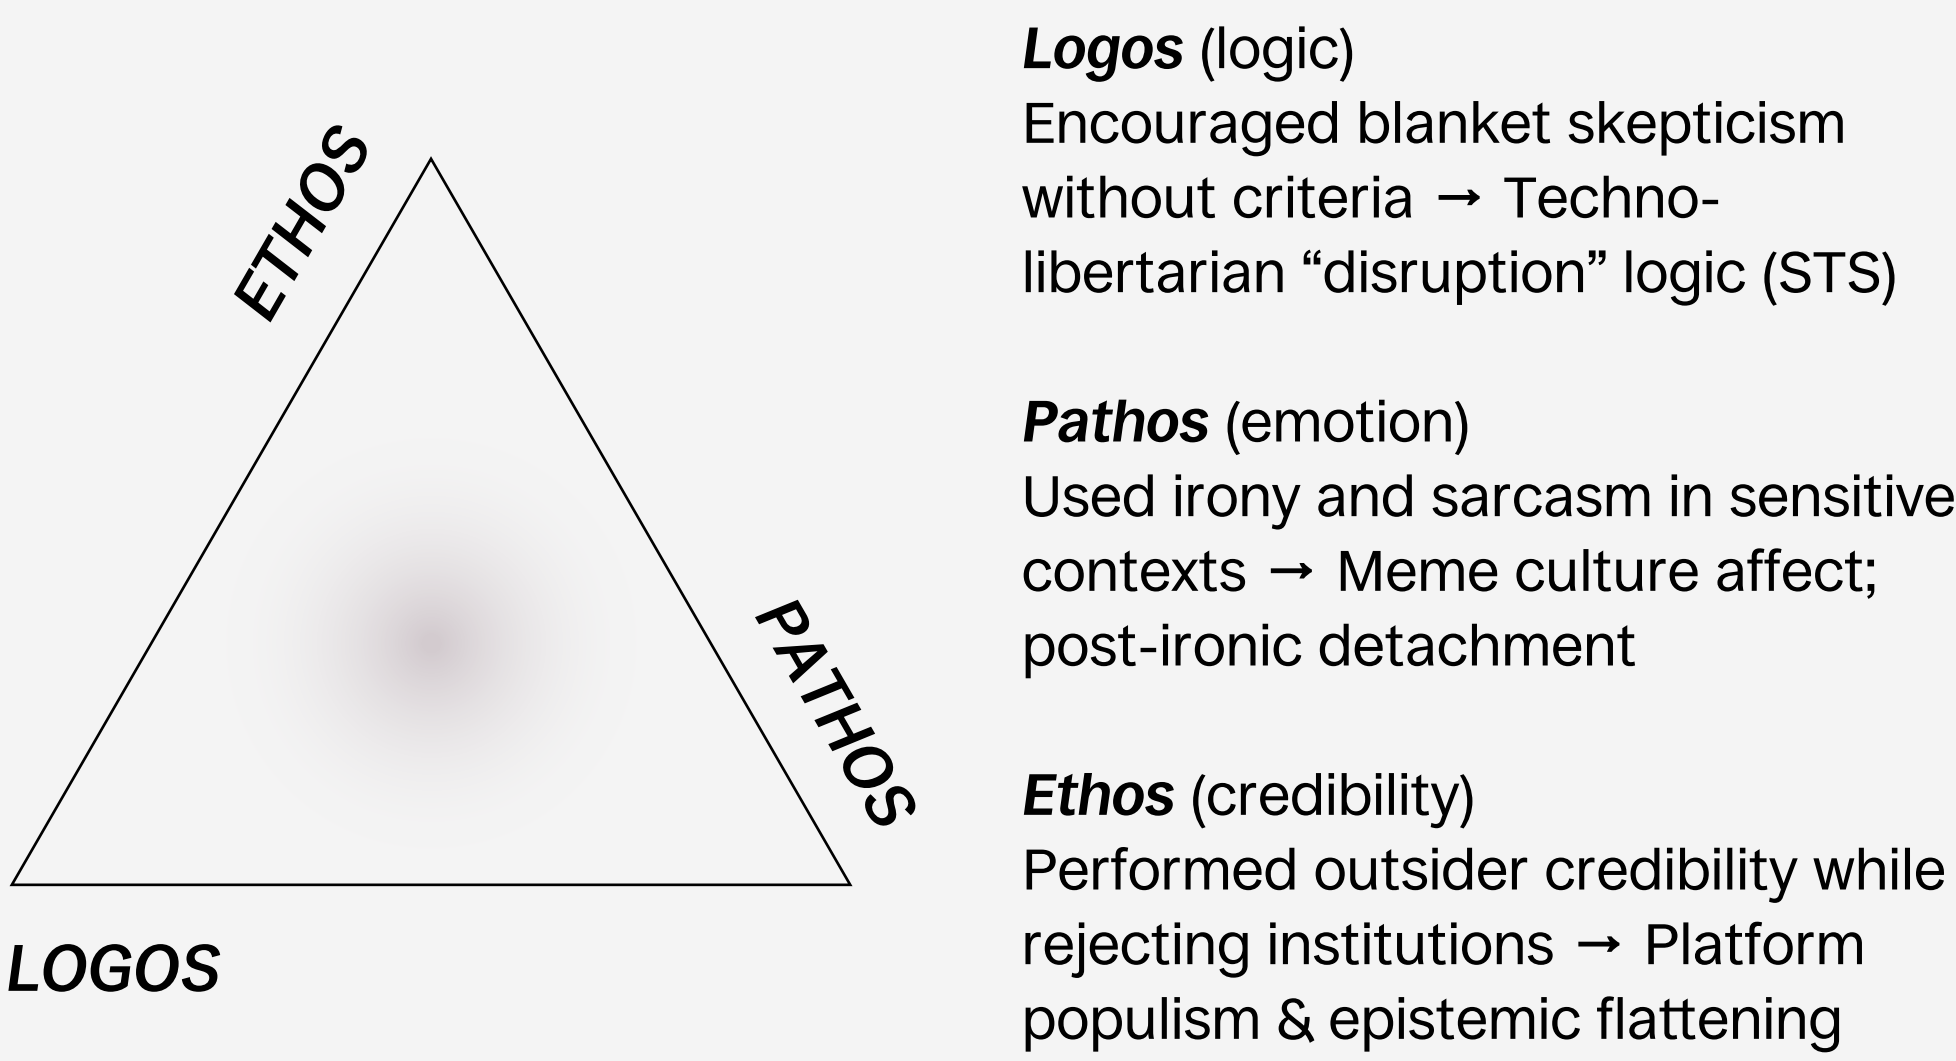 ETHOS
PATHOS
LOGOS
Logos (logic)
Encouraged blanket skepticism
without criteria → Techno-
libertarian “disruption” logic (STS)
Pathos (emotion)
Used irony and sarcasm in sensitive
contexts → Meme culture affect;
post-ironic detachment
Ethos (credibility)
Performed outsider credibility while
rejecting institutions → Platform
populism & epistemic flattening